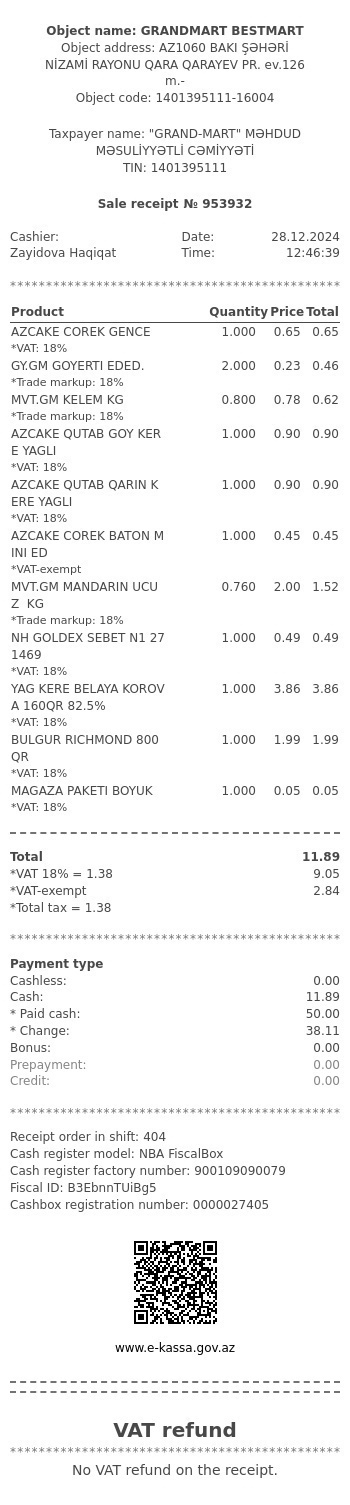 Object name: GRANDMART BESTMART
Object address: AZ1060 BAKI ŞƏHƏRİ
NİZAMİ RAYONU QARA QARAYEV PR. ev.126
m.-
Object code: 1401395111-16004
Taxpayer name: "GRAND-MART" MƏHDUD
MƏSULİYYƏTLİ CƏMİYYƏTİ
TIN: 1401395111
Sale receipt № 953932
Cashier: Date: 28.12.2024
Zayidova Haqiqat Time: 12:46:39
**********************************************
Product Quantity Price Total
AZCAKE COREK GENCE 1.000 0.65 0.65
*VAT: 18%
GY.GM GOYERTI EDED. 2.000 0.23 0.46
*Trade markup: 18%
MVT.GM KELEM KG 0.800 0.78 0.62
*Trade markup: 18%
AZCAKE QUTAB GOY KER 1.000 0.90 0.90
E YAGLI
*VAT: 18%
AZCAKE QUTAB QARIN K 1.000 0.90 0.90
ERE YAGLI
*VAT: 18%
AZCAKE COREK BATON M 1.000 0.45 0.45
INI ED
*VAT-exempt
MVT.GM MANDARIN UCU 0.760 2.00 1.52
Z KG
*Trade markup: 18%
NH GOLDEX SEBET N1 27 1.000 0.49 0.49
1469
*VAT: 18%
YAG KERE BELAYA KOROV 1.000 3.86 3.86
A 160QR 82.5%
*VAT: 18%
BULGUR RICHMOND 800 1.000 1.99 1.99
QR
*VAT: 18%
MAGAZA PAKETI BOYUK 1.000 0.05 0.05
*VAT: 18%
Total 11.89
*VAT 18% = 1.38 9.05
*VAT-exempt 2.84
*Total tax = 1.38
**********************************************
Payment type
Cashless: 0.00
Cash: 11.89
* Paid cash: 50.00
* Change: 38.11
Bonus: 0.00
Prepayment: 0.00
Credit: 0.00
**********************************************
Receipt order in shift: 404
Cash register model: NBA FiscalBox
Cash register factory number: 900109090079
Fiscal ID: B3EbnnTUiBg5
Cashbox registration number: 0000027405
www.e-kassa.gov.az
VAT refund
**********************************************
No VAT refund on the receipt.